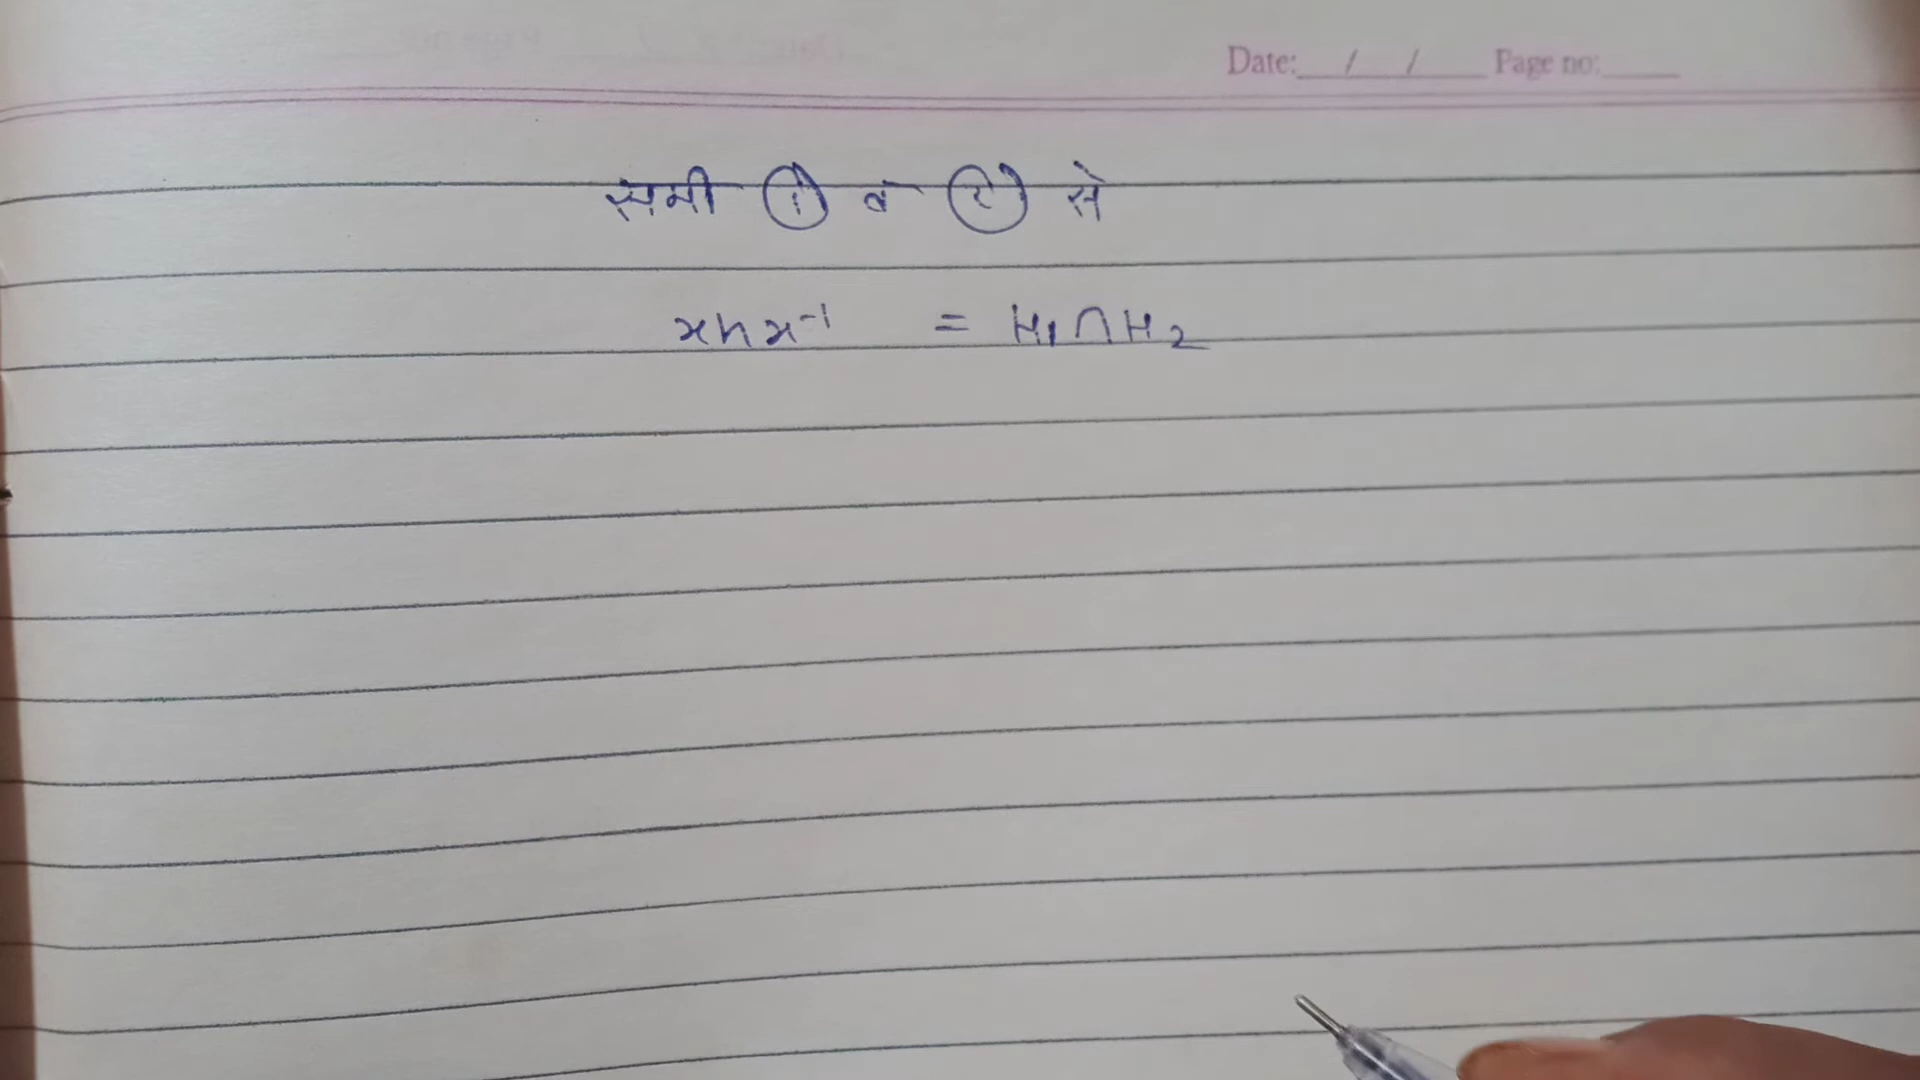 Date: / / Page no:
समी ① व ② से
xhx⁻¹ = H₁∩H₂